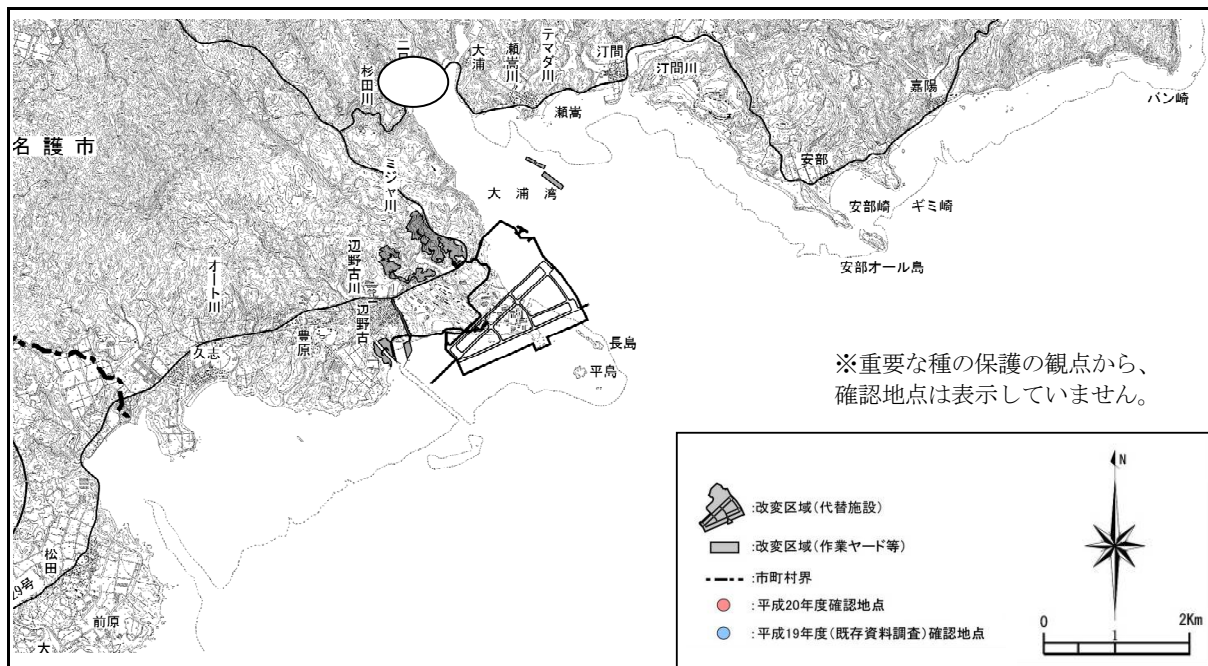 名護市
杉田川
二
大浦
瀬嵩川
テマダ川
汀間
汀間川
瀬嵩
嘉陽
バン崎
安部
安部崎
ギミ崎
安部オール島
大浦湾
ミジャ川
辺野古川
辺野古
オート川
久志
豊原
長島
平島
松田
29号
前原
大
※重要な種の保護の観点から、
確認地点は表示していません。
:改変区域(代替施設)
:改変区域(作業ヤード等)
:市町村界
:平成20年度確認地点
:平成19年度(既存資料調査)確認地点
N
0 1 2Km